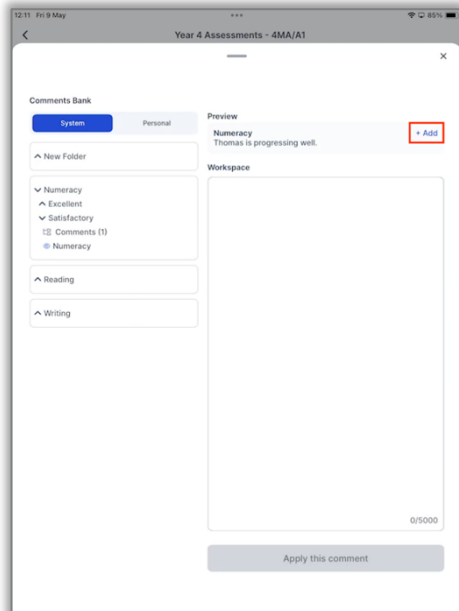 12:11 Fri 9 May
85%
Year 4 Assessments - 4MA/A1
Comments Bank
System
Personal
New Folder
Numeracy
Excellent
Satisfactory
Comments (1)
Numeracy
Reading
Writing
Preview
Numeracy
+ Add
Thomas is progressing well.
Workspace
0/5000
Apply this comment